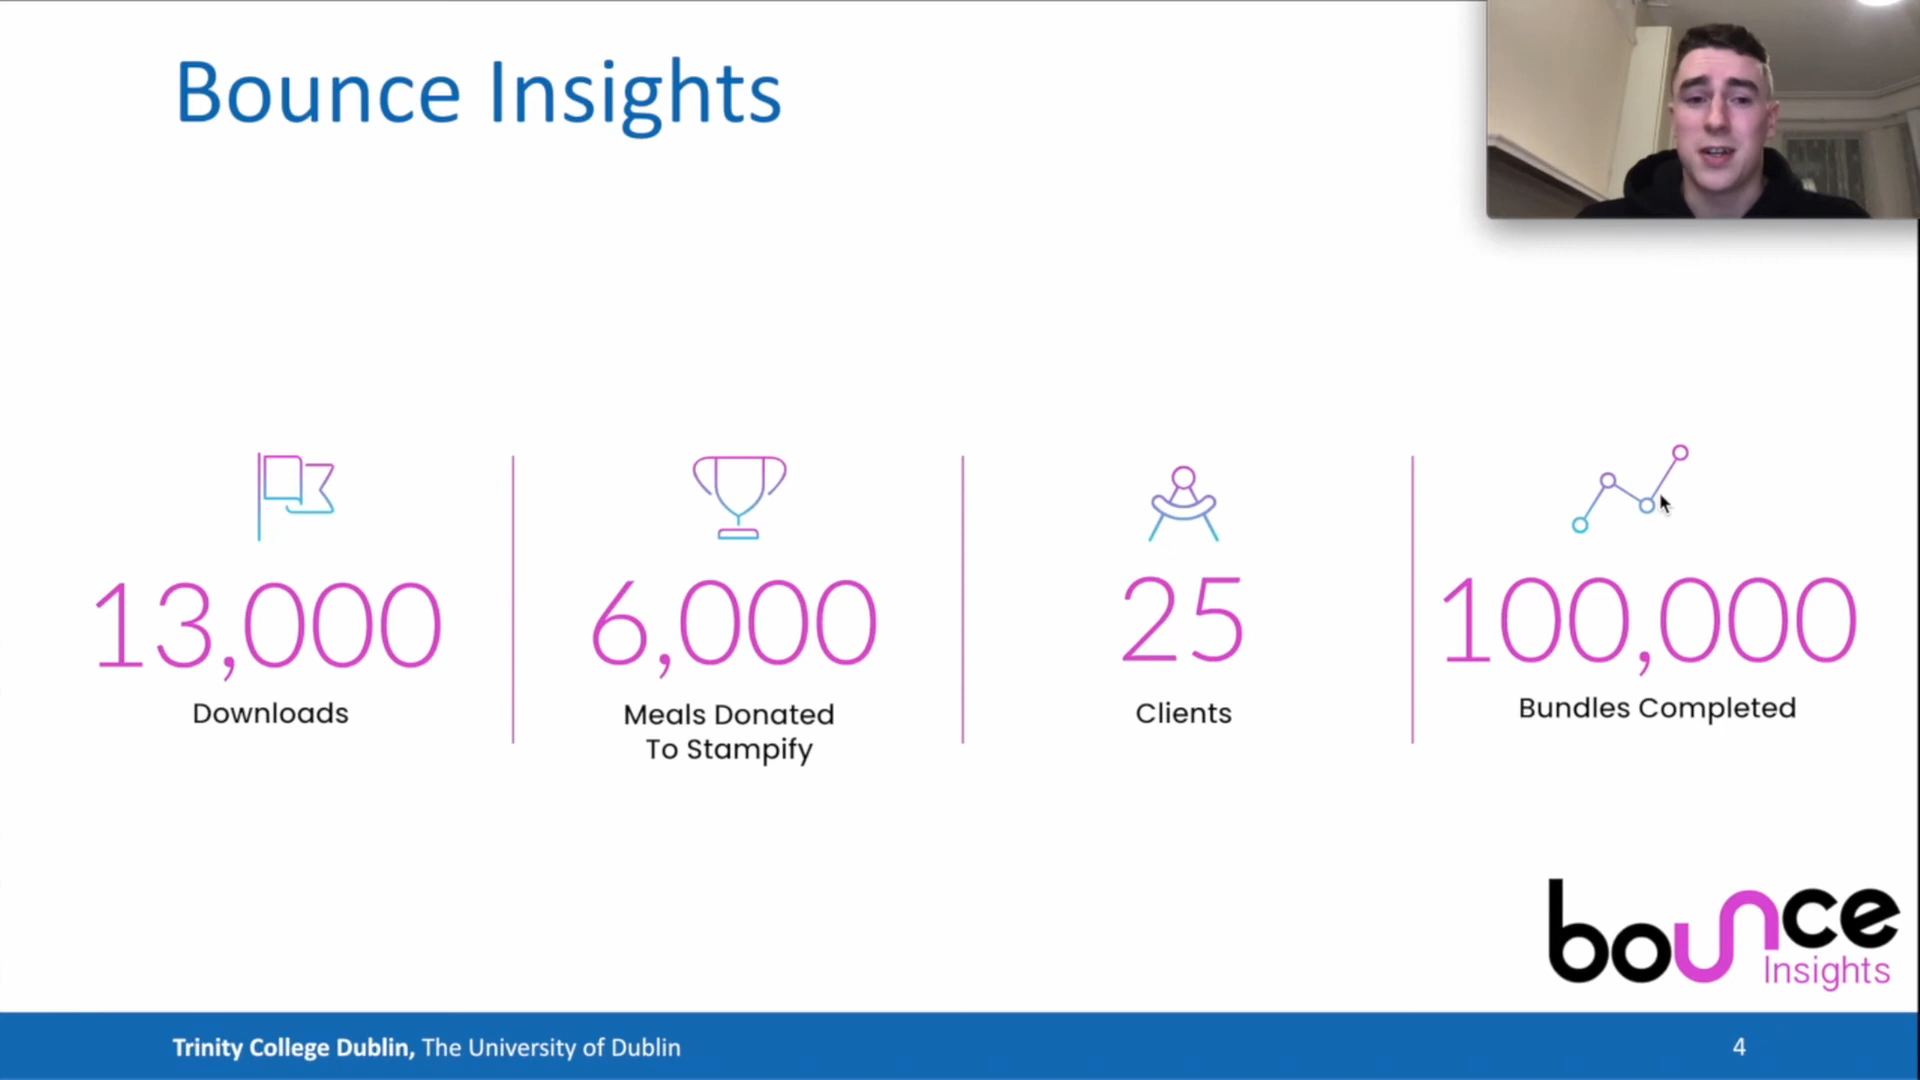 Bounce Insights
13,000
Downloads
6,000
Meals Donated
To Stampify
25
Clients
100,000
Bundles Completed
bounce
Insights
Trinity College Dublin, The University of Dublin
4